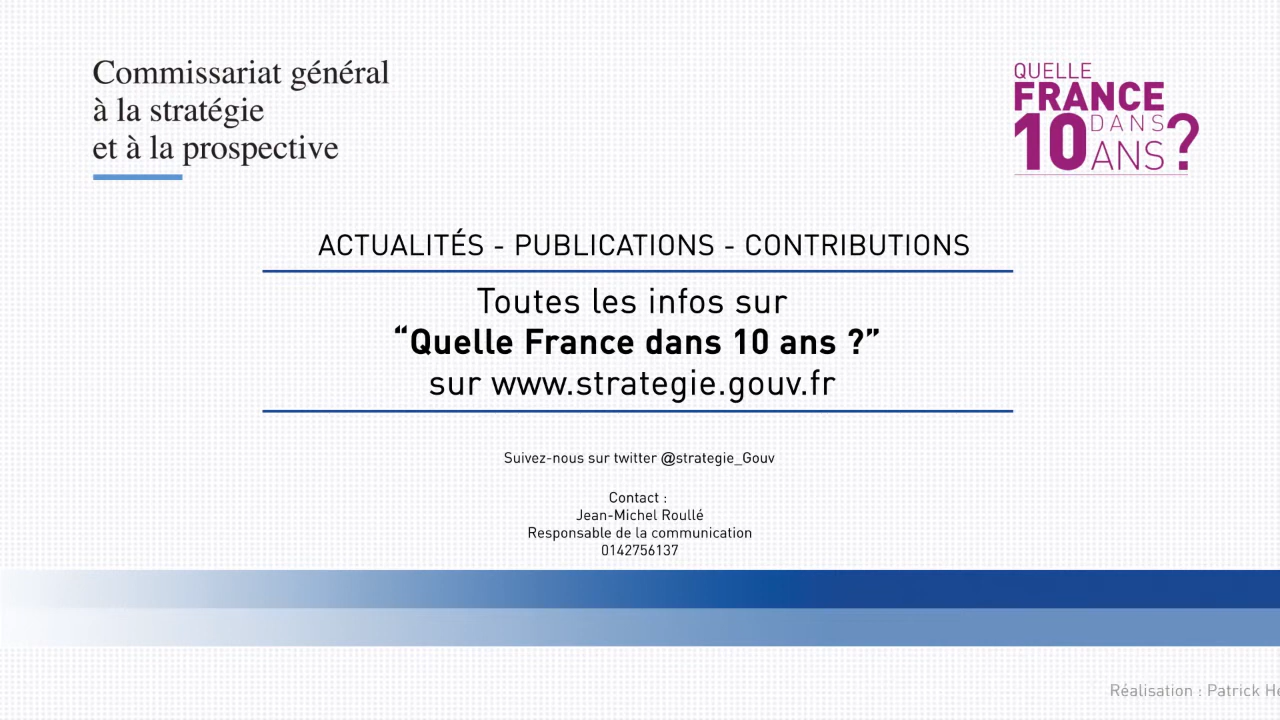 Commissariat général
à la stratégie
et à la prospective
QUELLE
FRANCE
10 DANS
ANS ?
ACTUALITÉS - PUBLICATIONS - CONTRIBUTIONS
Toutes les infos sur
“Quelle France dans 10 ans ?”
sur www.strategie.gouv.fr
Suivez-nous sur twitter @strategie_Gouv
Contact :
Jean-Michel Roullé
Responsable de la communication
0142756137
Réalisation : Patrick